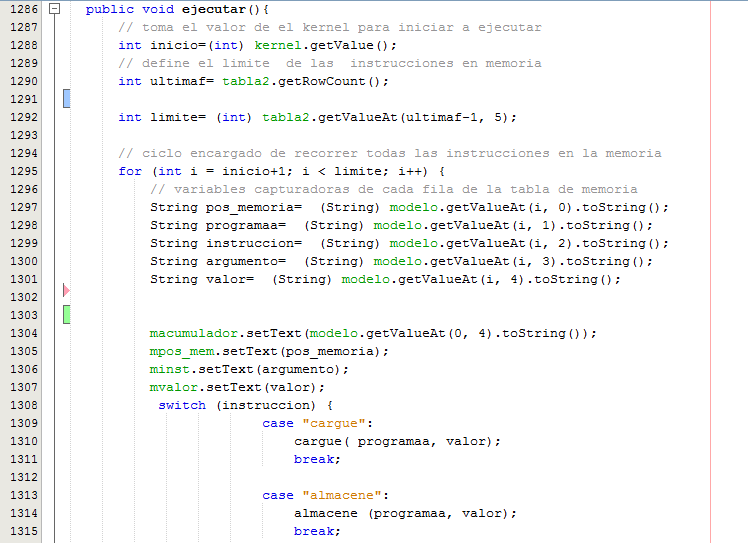 1286 public void ejecutar(){
1287 // toma el valor de el kernel para iniciar a ejecutar
1288 int inicio=(int) kernel.getValue();
1289 // define el limite  de las  instrucciones en memoria
1290 int ultimaf= tabla2.getRowCount();
1291
1292 int limite= (int) tabla2.getValueAt(ultimaf-1, 5);
1293
1294 // ciclo encargado de recorrer todas las instrucciones en la memoria
1295 for (int i = inicio+1; i < limite; i++) {
1296 // variables capturadoras de cada fila de la tabla de memoria
1297 String pos_memoria=  (String) modelo.getValueAt(i, 0).toString();
1298 String programaa=  (String) modelo.getValueAt(i, 1).toString();
1299 String instruccion=  (String) modelo.getValueAt(i, 2).toString();
1300 String argumento=  (String) modelo.getValueAt(i, 3).toString();
1301 String valor=  (String) modelo.getValueAt(i, 4).toString();
1302
1303
1304 macumulador.setText(modelo.getValueAt(0, 4).toString());
1305 mpos_mem.setText(pos_memoria);
1306 minst.setText(argumento);
1307 mvalor.setText(valor);
1308 switch (instruccion) {
1309 case "cargue":
1310 cargue( programaa, valor);
1311 break;
1312
1313 case "almacene":
1314 almacene (programaa, valor);
1315 break;